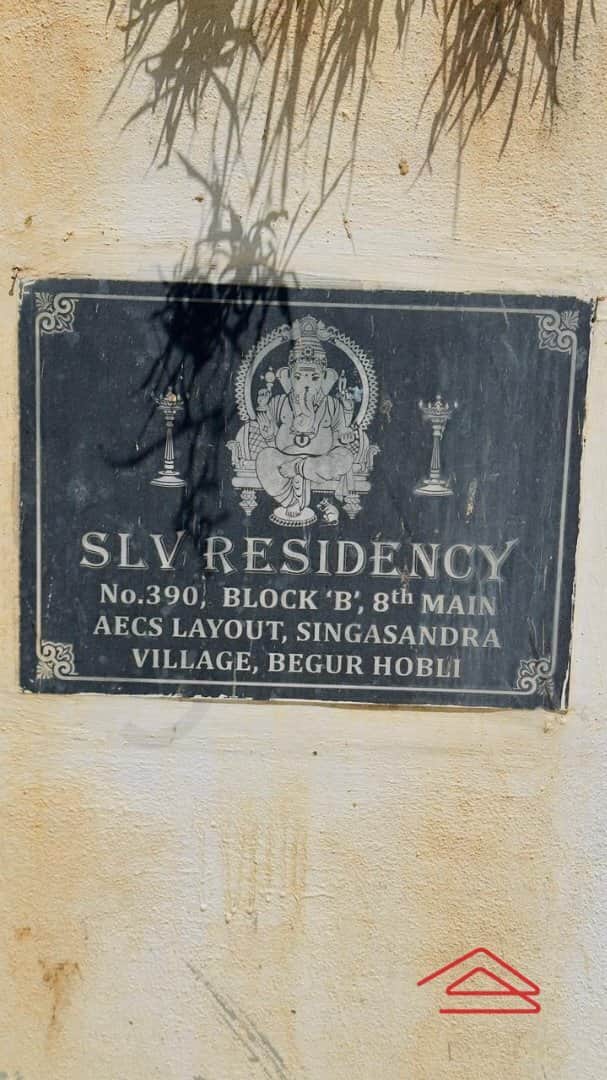 SLV RESIDENCY
No.390, BLOCK ‘B’, 8th MAIN
AECS LAYOUT, SINGASANDRA
VILLAGE, BEGUR HOBLI